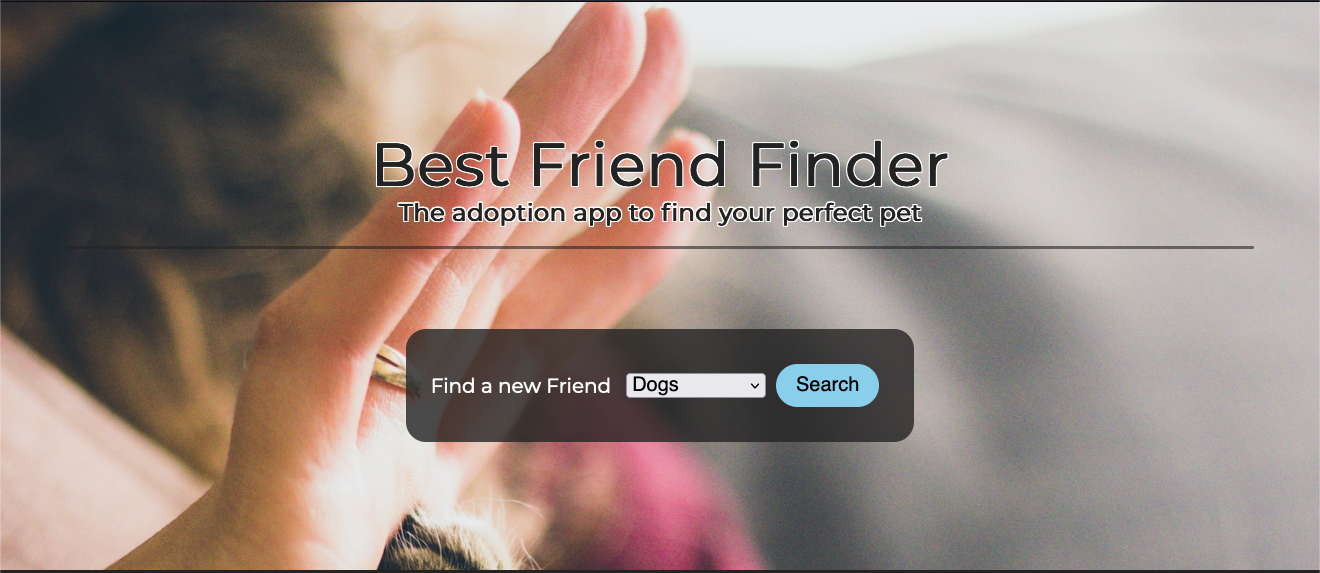 Best Friend Finder
The adoption app to find your perfect pet
Find a new Friend Dogs Search